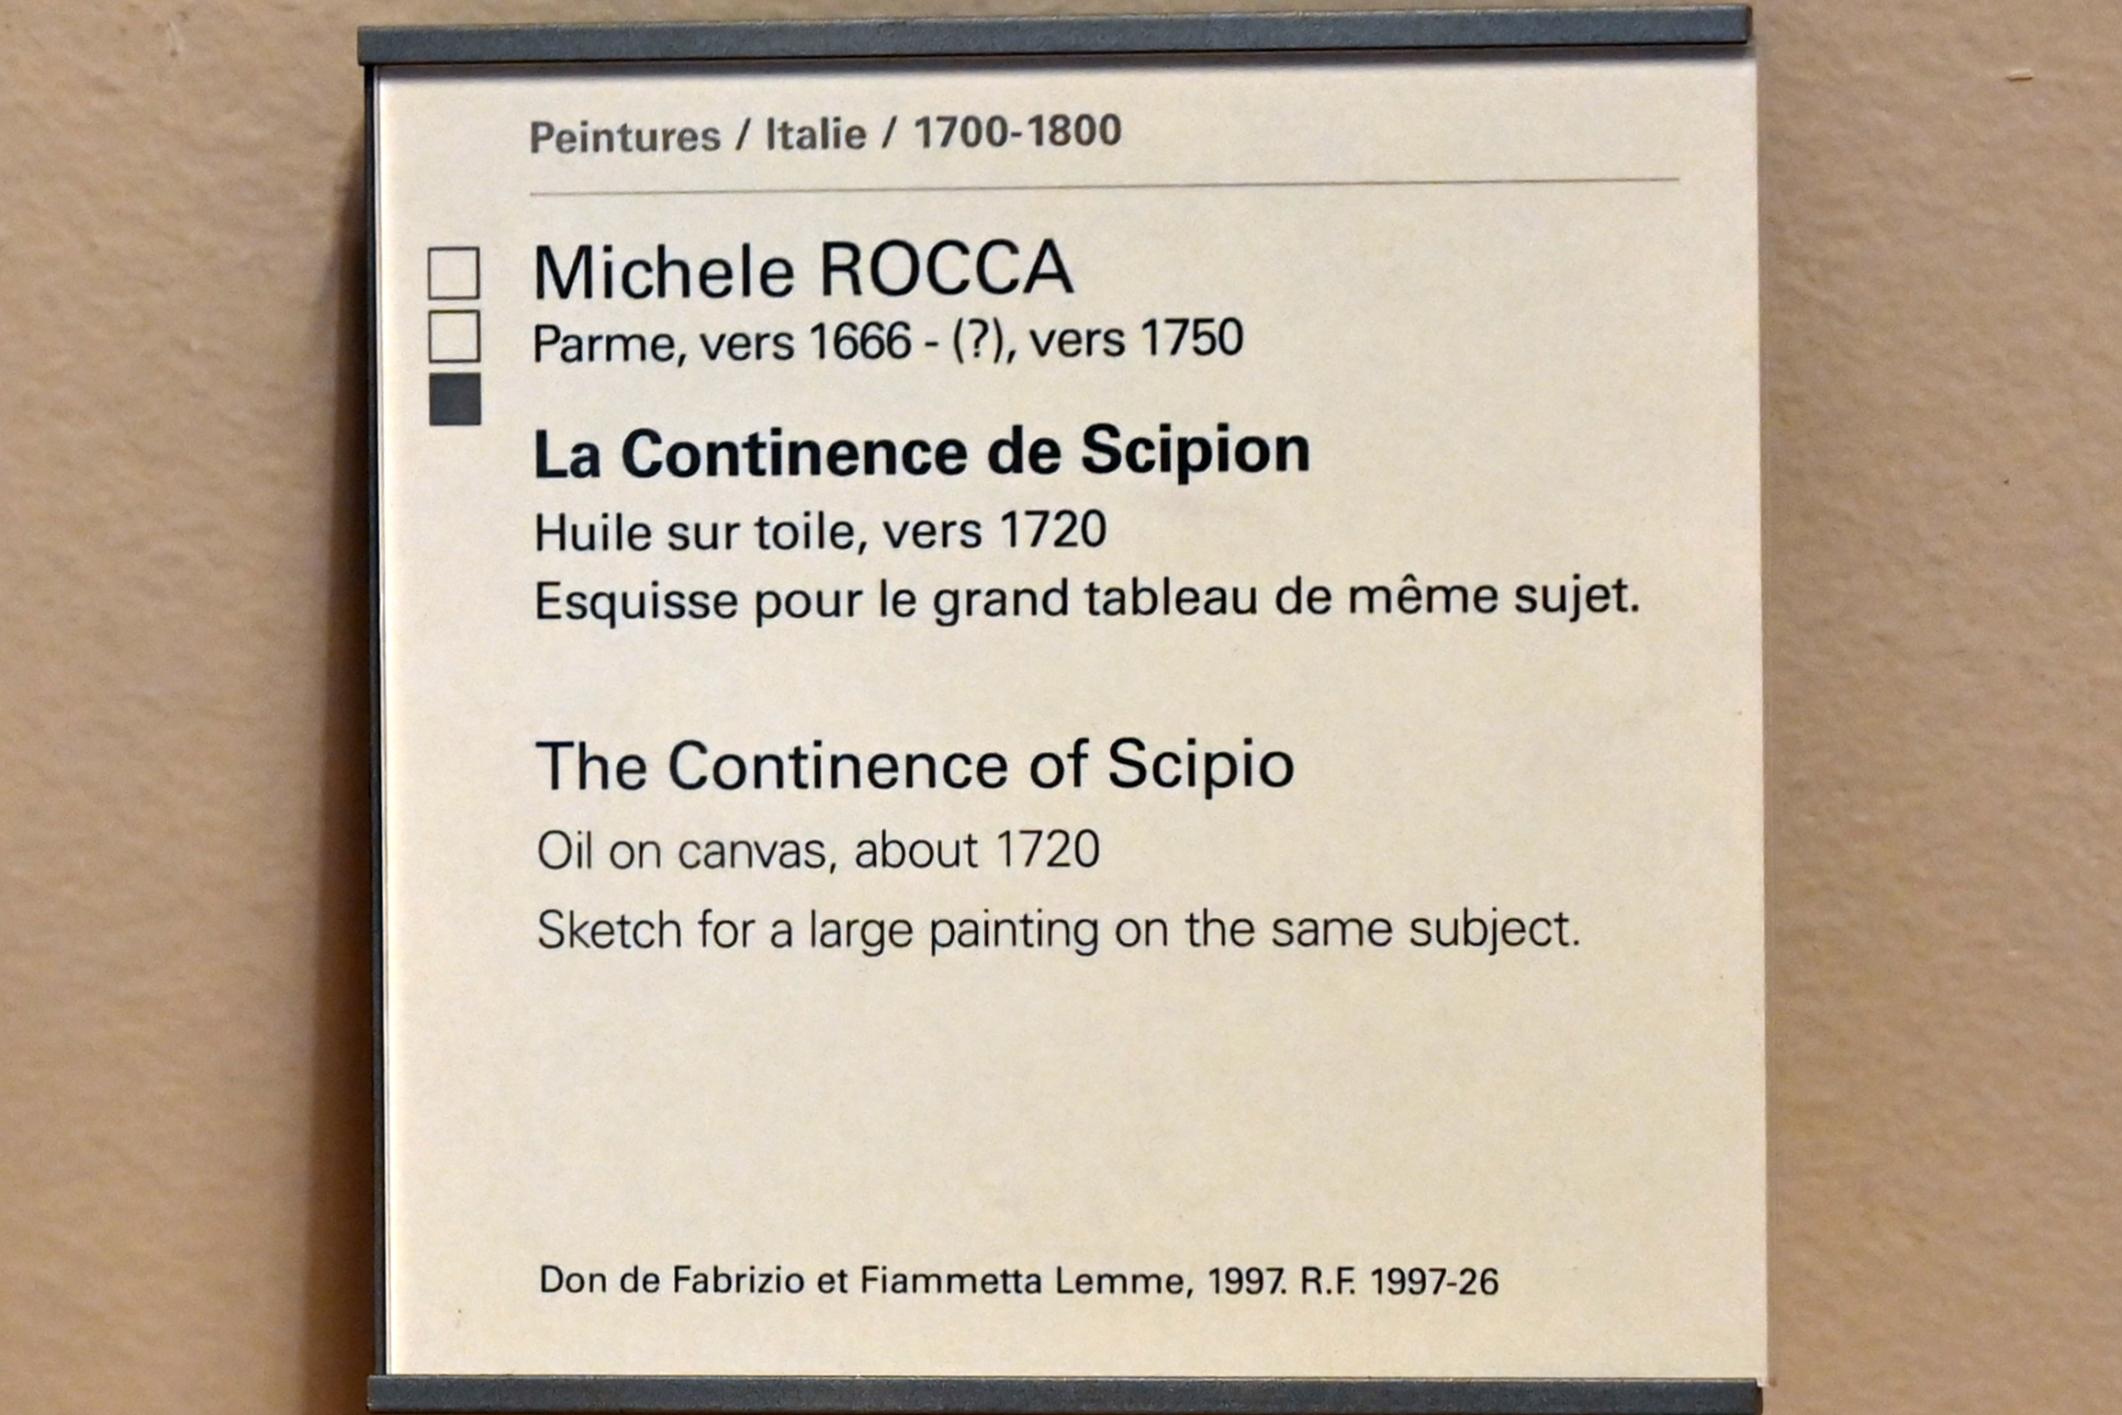 Peintures / Italie / 1700-1800
Michele ROCCA
Parme, vers 1666 - (?), vers 1750
La Continence de Scipion
Huile sur toile, vers 1720
Esquisse pour le grand tableau de même sujet.
The Continence of Scipio
Oil on canvas, about 1720
Sketch for a large painting on the same subject.
Don de Fabrizio et Fiammetta Lemme, 1997. R.F. 1997-26